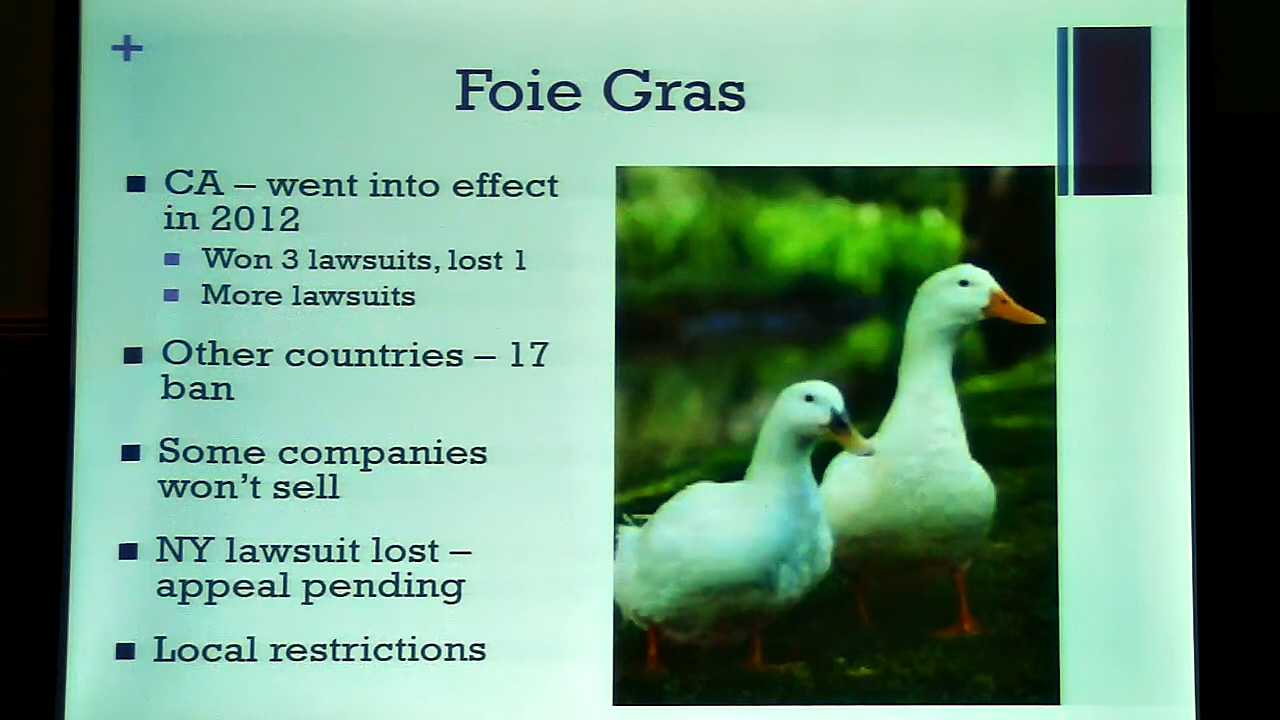 +
Foie Gras
CA – went into effect
in 2012
Won 3 lawsuits, lost 1
More lawsuits
Other countries – 17
ban
Some companies
won't sell
NY lawsuit lost –
appeal pending
Local restrictions